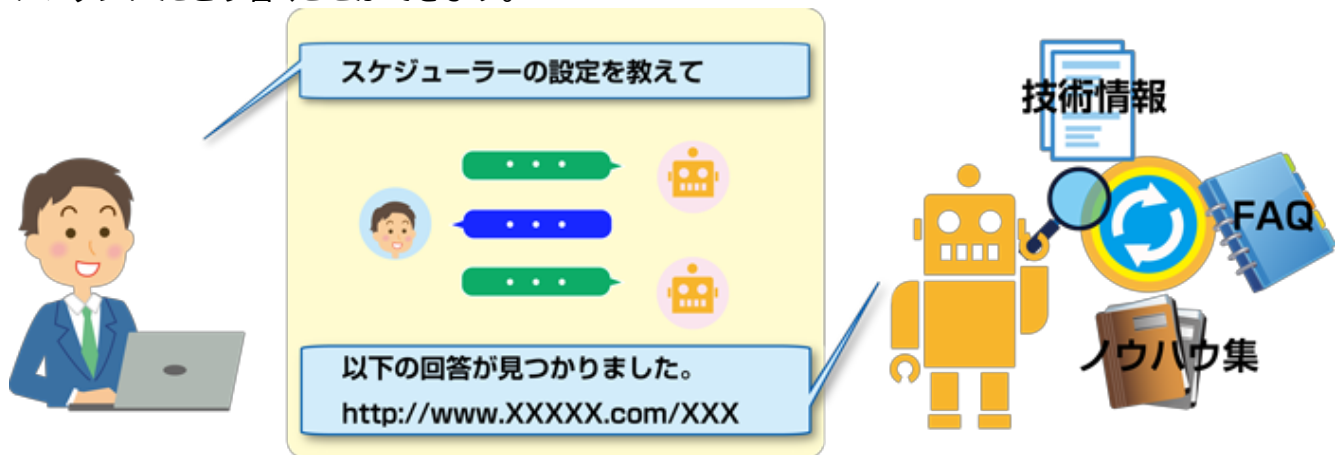 スケジューラーの設定を教えて
• • •
• • •
• • •
以下の回答が見つかりました。
http://www.XXXXX.com/XXX
技術情報
FAQ
ノウハウ集